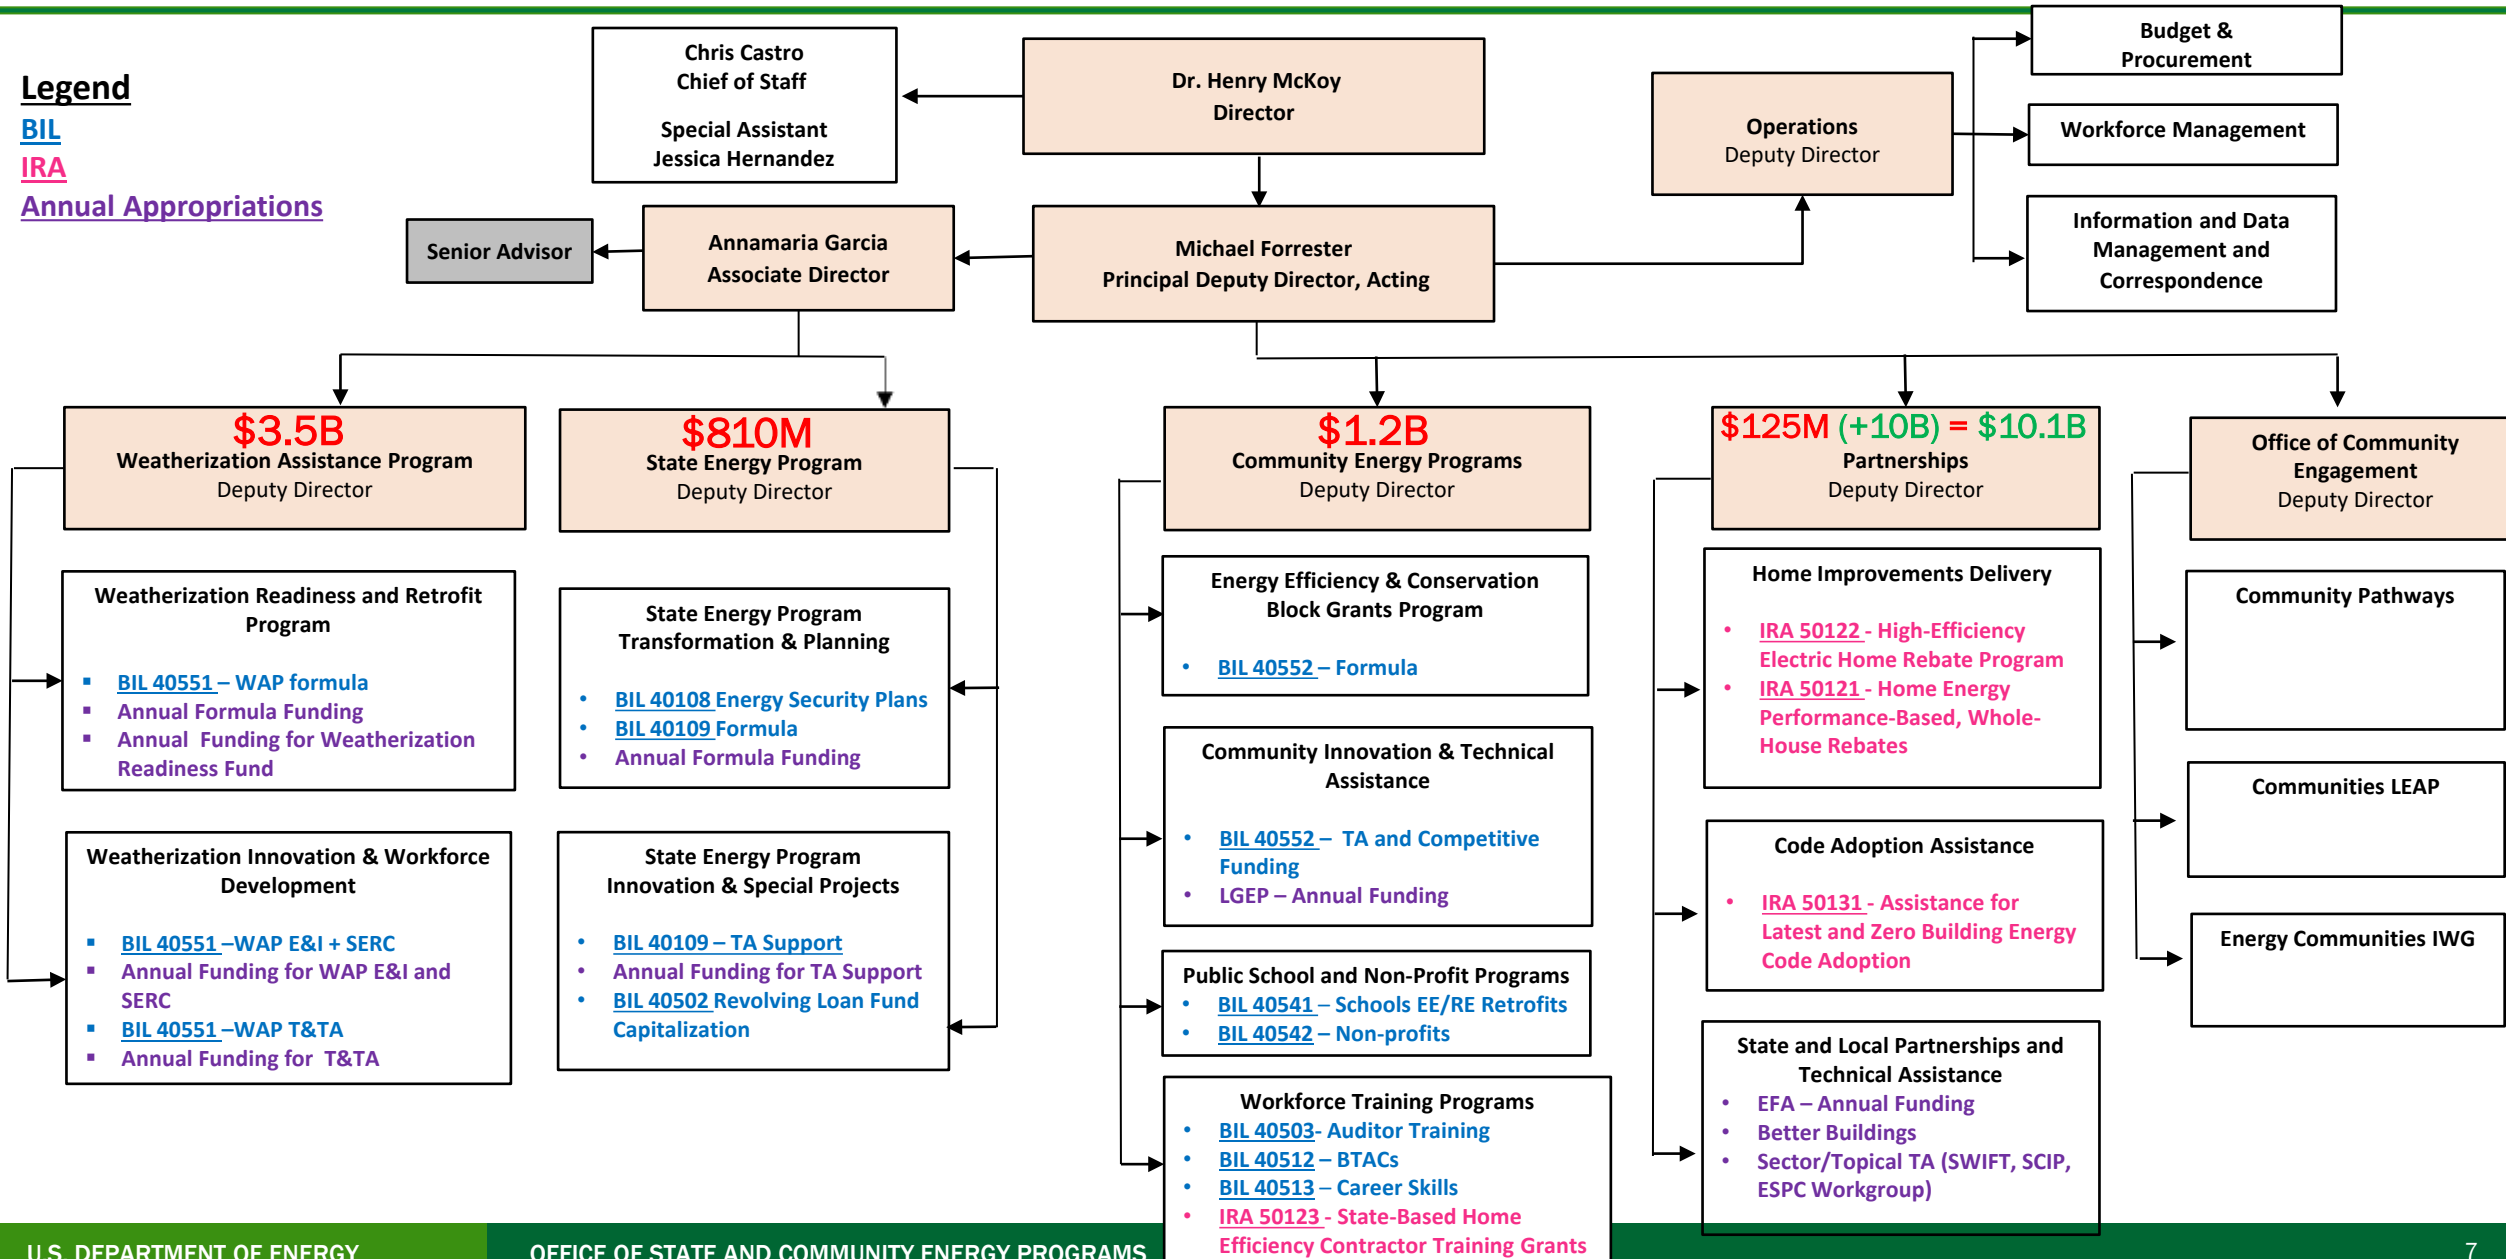 Legend
BIL
IRA
Annual Appropriations
Chris Castro
Chief of Staff
Special Assistant
Jessica Hernandez
Dr. Henry McKoy
Director
Operations
Deputy Director
Budget &
Procurement
Workforce Management
Information and Data
Management and
Correspondence
Senior Advisor
Annamaria Garcia
Associate Director
Michael Forrester
Principal Deputy Director, Acting
$3.5B
Weatherization Assistance Program
Deputy Director
Weatherization Readiness and Retrofit
Program
▪ BIL 40551 – WAP formula
▪ Annual Formula Funding
▪ Annual Funding for Weatherization
Readiness Fund
Weatherization Innovation & Workforce
Development
▪ BIL 40551 –WAP E&I + SERC
▪ Annual Funding for WAP E&I and
SERC
▪ BIL 40551 –WAP T&TA
▪ Annual Funding for T&TA
$810M
State Energy Program
Deputy Director
State Energy Program
Transformation & Planning
• BIL 40108 Energy Security Plans
• BIL 40109 Formula
• Annual Formula Funding
State Energy Program
Innovation & Special Projects
• BIL 40109 – TA Support
• Annual Funding for TA Support
• BIL 40502 Revolving Loan Fund
Capitalization
$1.2B
Community Energy Programs
Deputy Director
Energy Efficiency & Conservation
Block Grants Program
• BIL 40552 – Formula
Community Innovation & Technical
Assistance
• BIL 40552 – TA and Competitive
Funding
• LGEP – Annual Funding
Public School and Non-Profit Programs
• BIL 40541 – Schools EE/RE Retrofits
• BIL 40542 – Non-profits
Workforce Training Programs
• BIL 40503- Auditor Training
• BIL 40512 – BTACs
• BIL 40513 – Career Skills
• IRA 50123 - State-Based Home
Efficiency Contractor Training Grants
$125M (+10B) = $10.1B
Partnerships
Deputy Director
Home Improvements Delivery
• IRA 50122 - High-Efficiency
Electric Home Rebate Program
• IRA 50121 - Home Energy
Performance-Based, Whole-
House Rebates
Code Adoption Assistance
• IRA 50131 - Assistance for
Latest and Zero Building Energy
Code Adoption
State and Local Partnerships and
Technical Assistance
• EFA – Annual Funding
• Better Buildings
• Sector/Topical TA (SWIFT, SCIP,
ESPC Workgroup)
Office of Community
Engagement
Deputy Director
Community Pathways
Communities LEAP
Energy Communities IWG
U.S. DEPARTMENT OF ENERGY
OFFICE OF STATE AND COMMUNITY ENERGY PROGRAMS
7